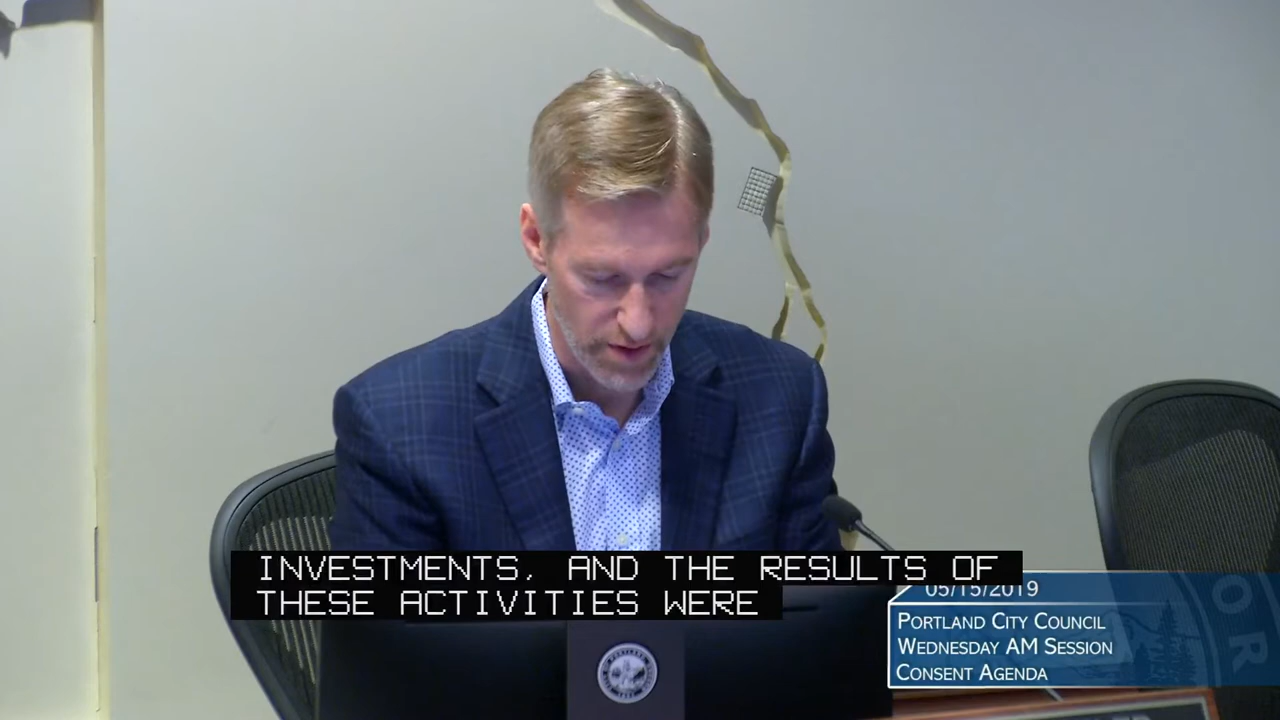 INVESTMENTS, AND THE RESULTS OF
THESE ACTIVITIES WERE
05/15/2019
PORTLAND CITY COUNCIL
WEDNESDAY AM SESSION
CONSENT AGENDA
OR